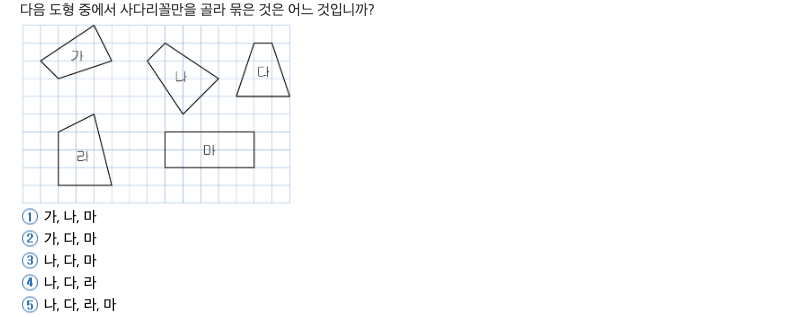 다음 도형 중에서 사다리꼴만을 골라 묶은 것은 어느 것입니까?
가
나
다
라
마
① 가, 나, 마
② 가, 다, 마
③ 나, 다, 마
④ 나, 다, 라
⑤ 나, 다, 라, 마